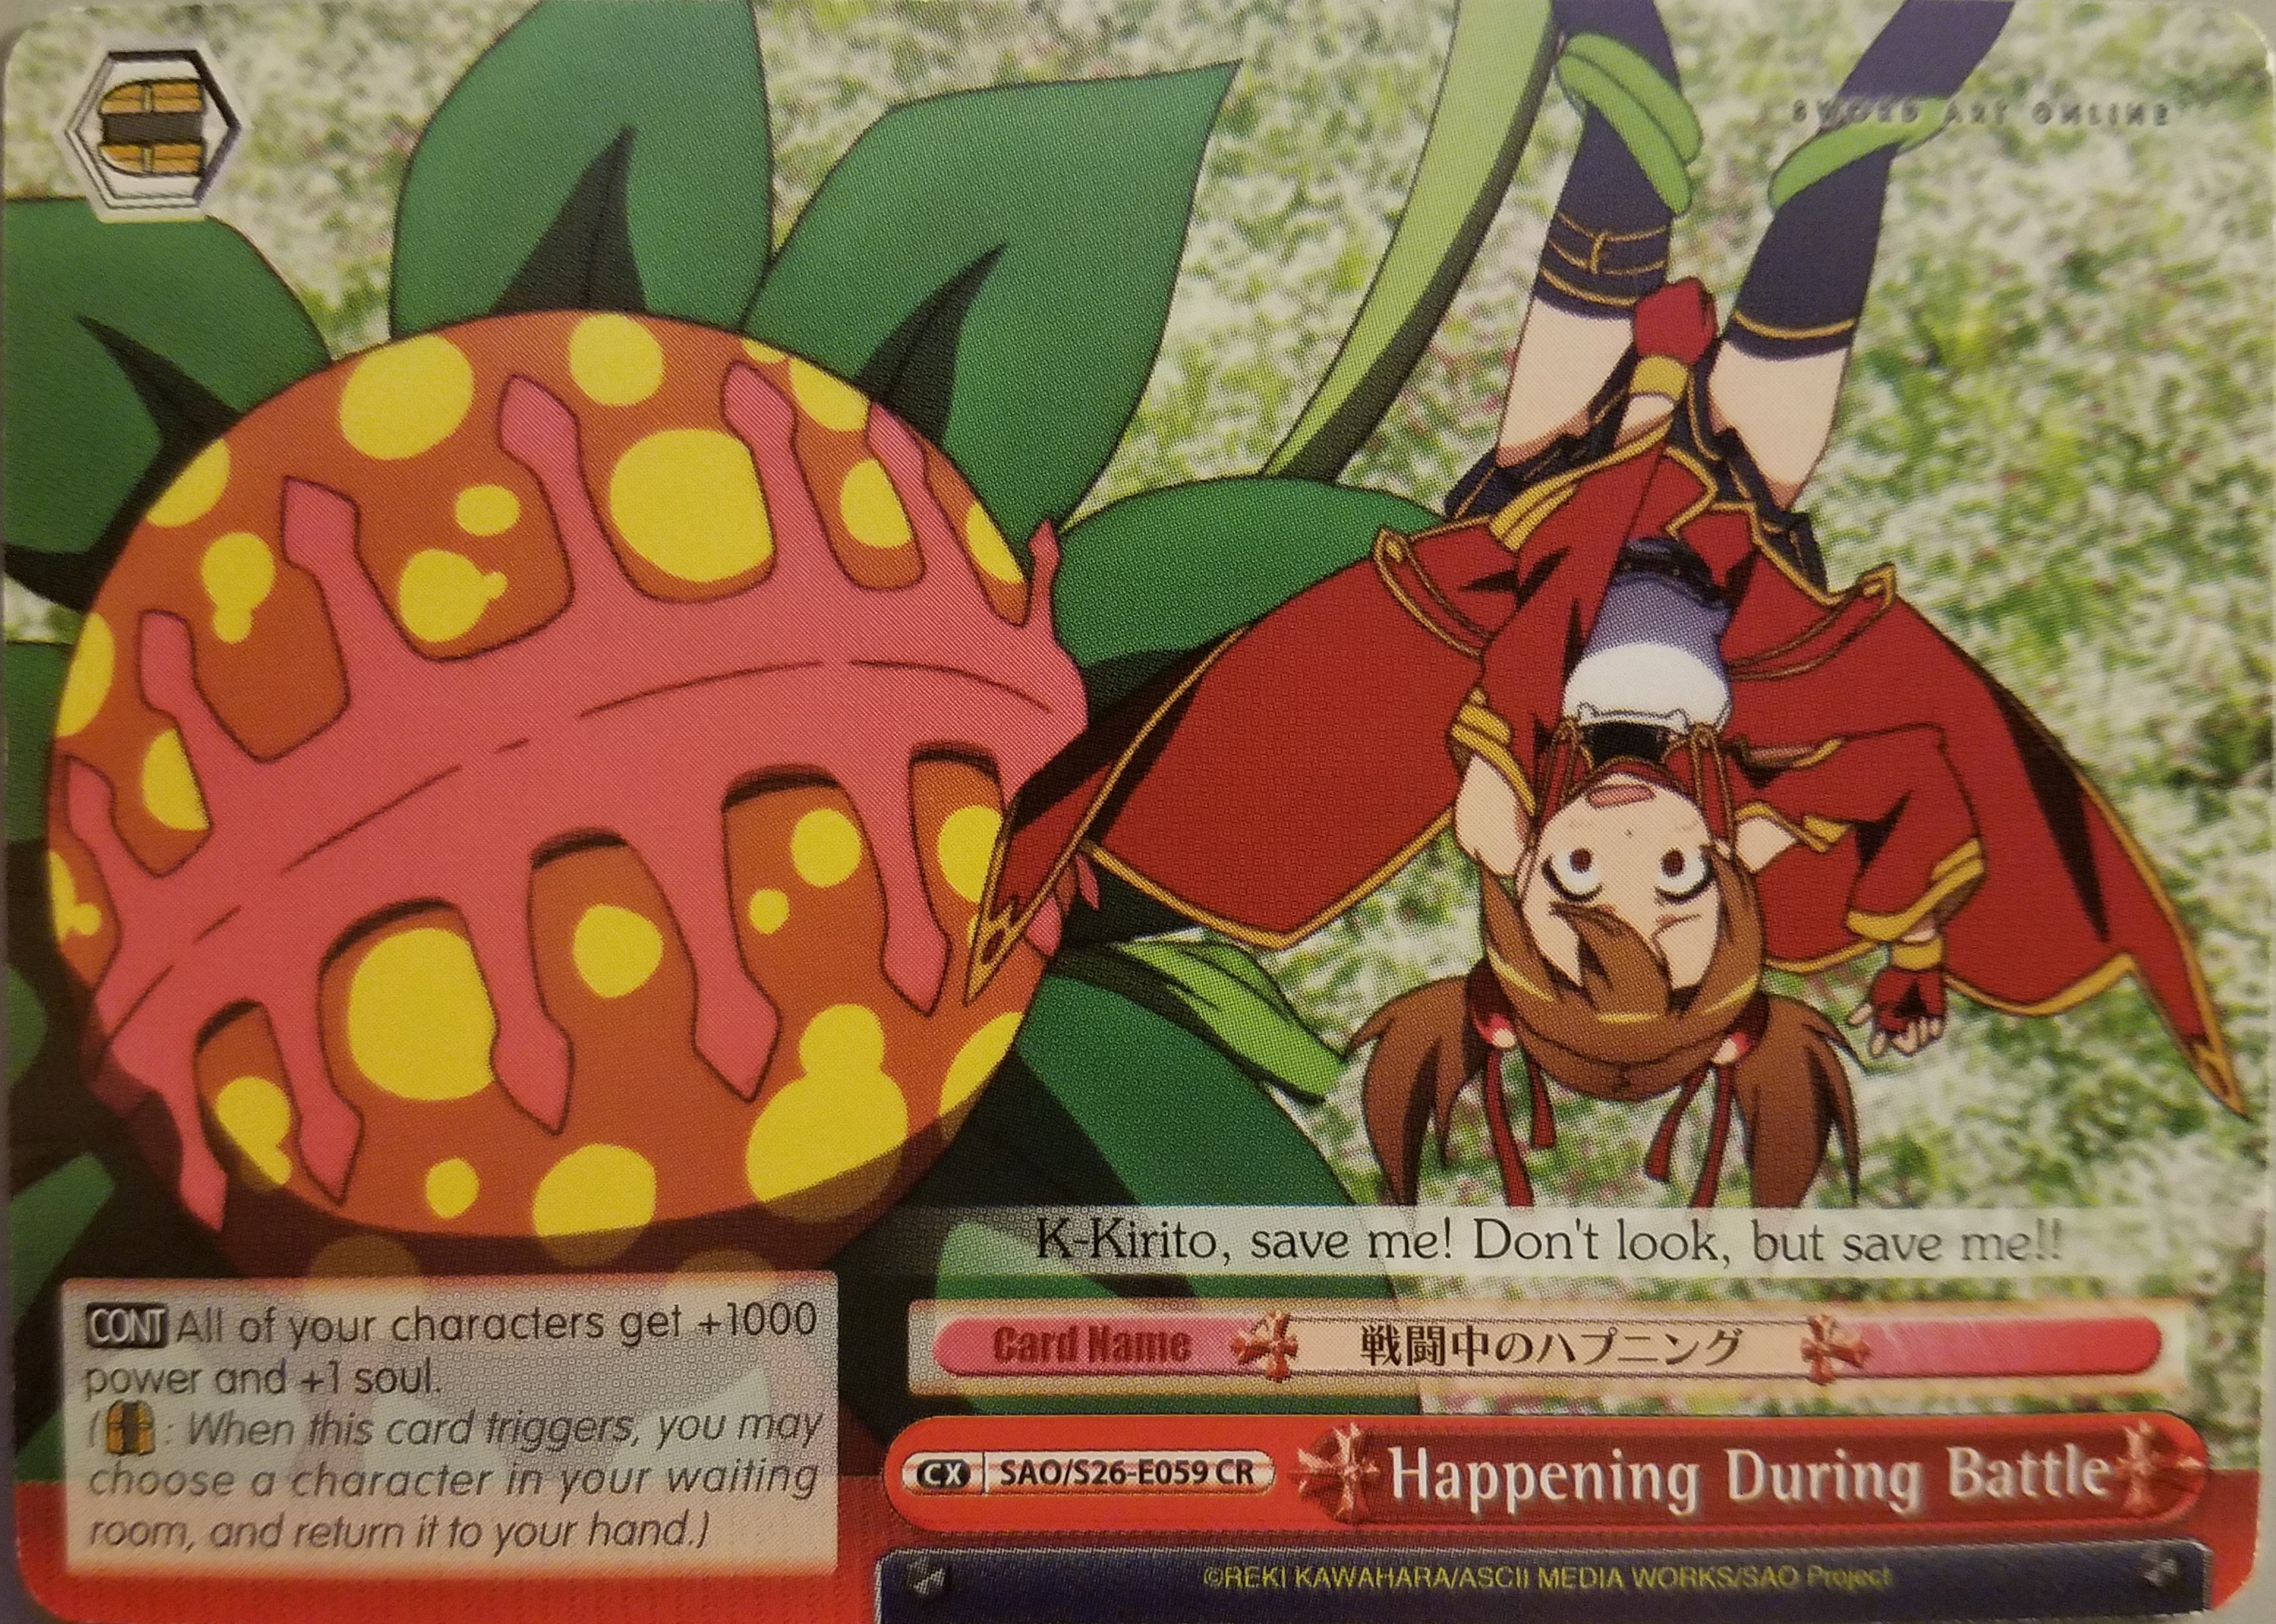 SWORD ART ONLINE
K-Kirito, save me! Don't look, but save me!!
CONT All of your characters get +1000
power and +1 soul.
( : When this card triggers, you may
choose a character in your waiting
room, and return it to your hand.)
Card Name 戦闘中のハプニング
CX SAO/S26-E059 CR Happening During Battle
©REKI KAWAHARA/ASCII MEDIA WORKS/SAO Project